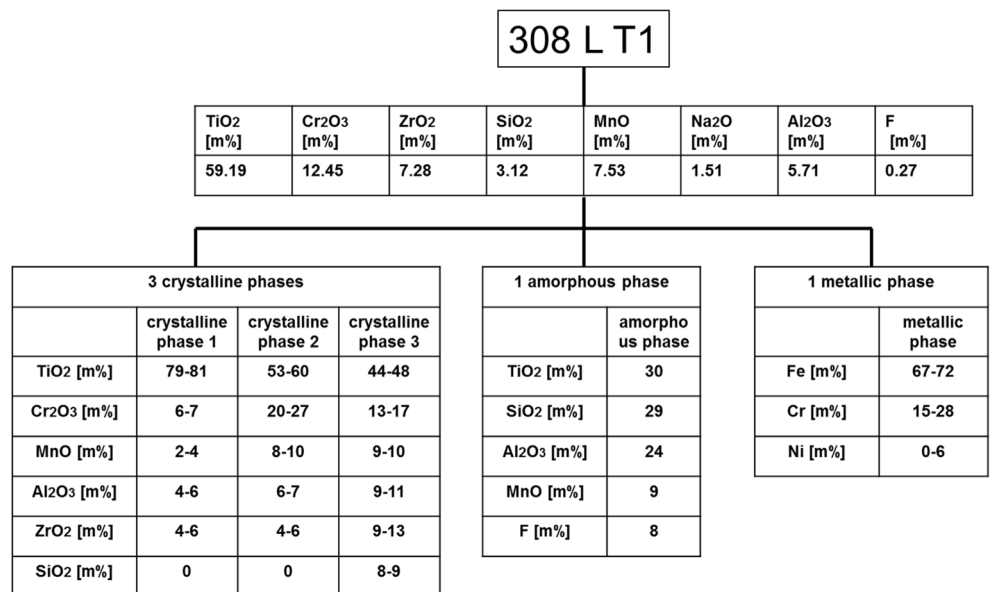 308 L T1
TiO2 [m%] Cr2O3 [m%] ZrO2 [m%] SiO2 [m%] MnO [m%] Na2O [m%] Al2O3 [m%] F [m%]
59.19 12.45 7.28 3.12 7.53 1.51 5.71 0.27
3 crystalline phases
crystalline phase 1 crystalline phase 2 crystalline phase 3
TiO2 [m%] 79-81 53-60 44-48
Cr2O3 [m%] 6-7 20-27 13-17
MnO [m%] 2-4 8-10 9-10
Al2O3 [m%] 4-6 6-7 9-11
ZrO2 [m%] 4-6 4-6 9-13
SiO2 [m%] 0 0 8-9
1 amorphous phase
amorpho
us phase
TiO2 [m%] 30
SiO2 [m%] 29
Al2O3 [m%] 24
MnO [m%] 9
F [m%] 8
1 metallic phase
metallic
phase
Fe [m%] 67-72
Cr [m%] 15-28
Ni [m%] 0-6